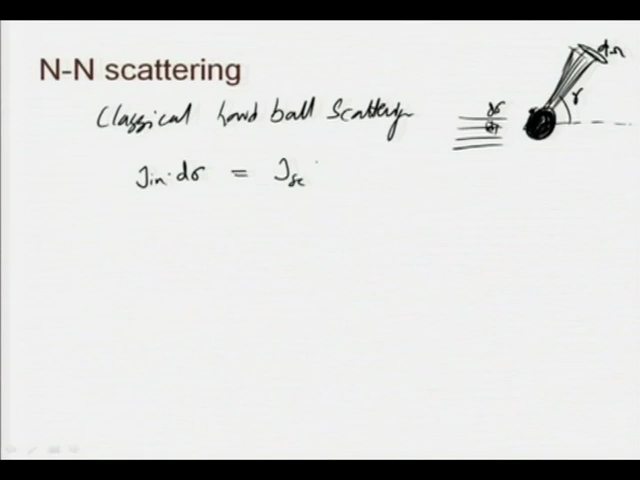 N-N scattering
Classical hard ball Scattering
dσ
dΩ
γ
J_in · dσ = J_sc